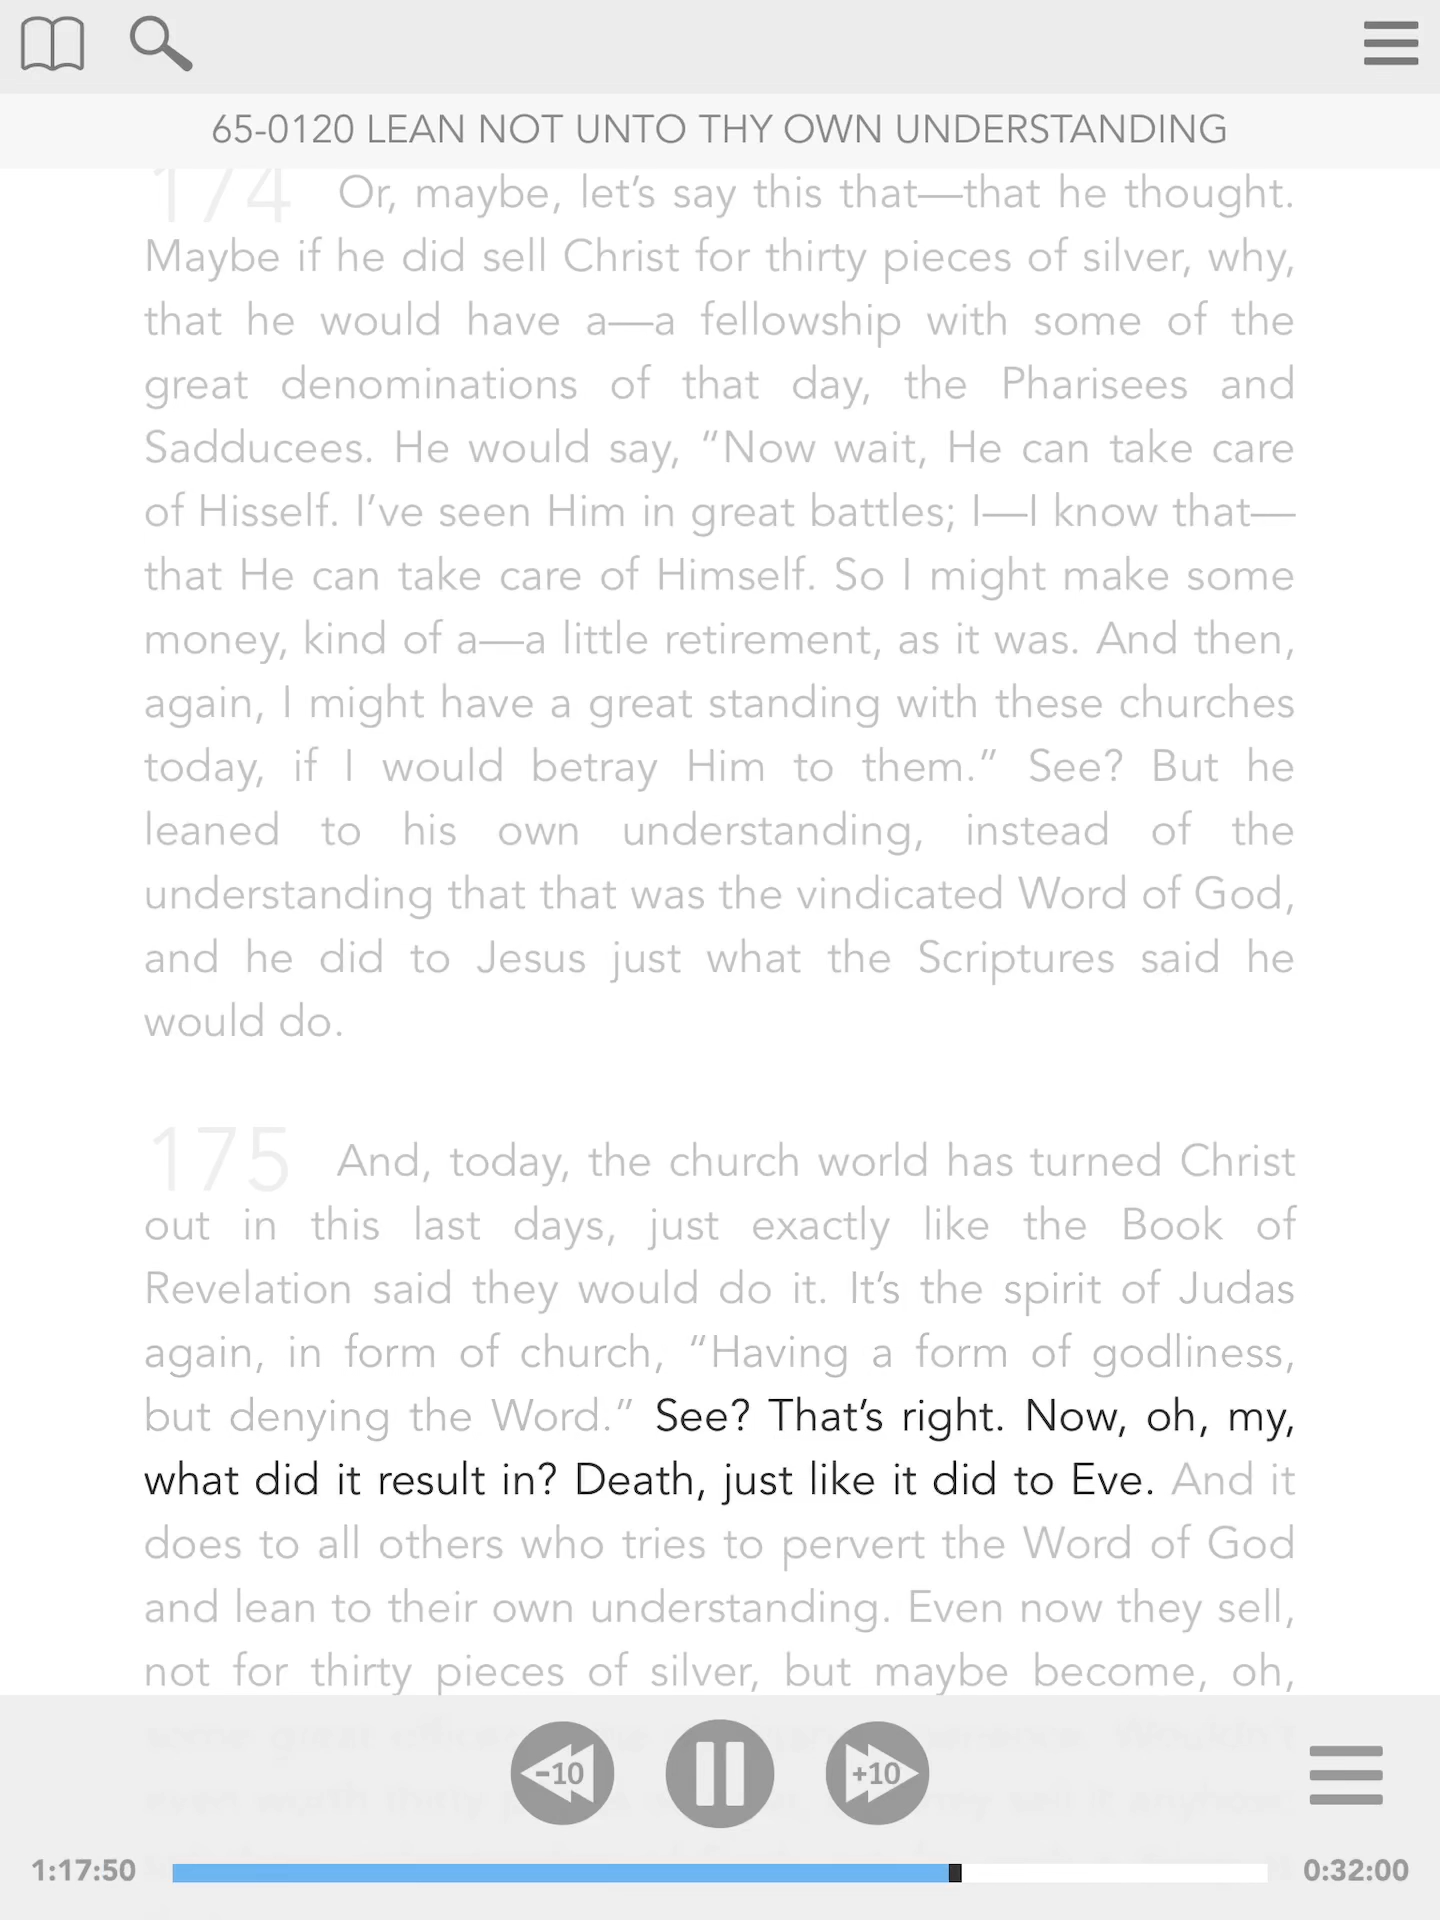 65-0120 LEAN NOT UNTO THY OWN UNDERSTANDING
174 Or, maybe, let’s say this that—that he thought.
Maybe if he did sell Christ for thirty pieces of silver, why,
that he would have a—a fellowship with some of the
great denominations of that day, the Pharisees and
Sadducees. He would say, “Now wait, He can take care
of Hisself. I’ve seen Him in great battles; I—I know that—
that He can take care of Himself. So I might make some
money, kind of a—a little retirement, as it was. And then,
again, I might have a great standing with these churches
today, if I would betray Him to them.” See? But he
leaned to his own understanding, instead of the
understanding that that was the vindicated Word of God,
and he did to Jesus just what the Scriptures said he
would do.
175 And, today, the church world has turned Christ
out in this last days, just exactly like the Book of
Revelation said they would do it. It’s the spirit of Judas
again, in form of church, “Having a form of godliness,
but denying the Word.” See? That’s right. Now, oh, my,
what did it result in? Death, just like it did to Eve. And it
does to all others who tries to pervert the Word of God
and lean to their own understanding. Even now they sell,
not for thirty pieces of silver, but maybe become, oh,
some great
even worth thirty
-10 +10
1:17:50 0:32:00